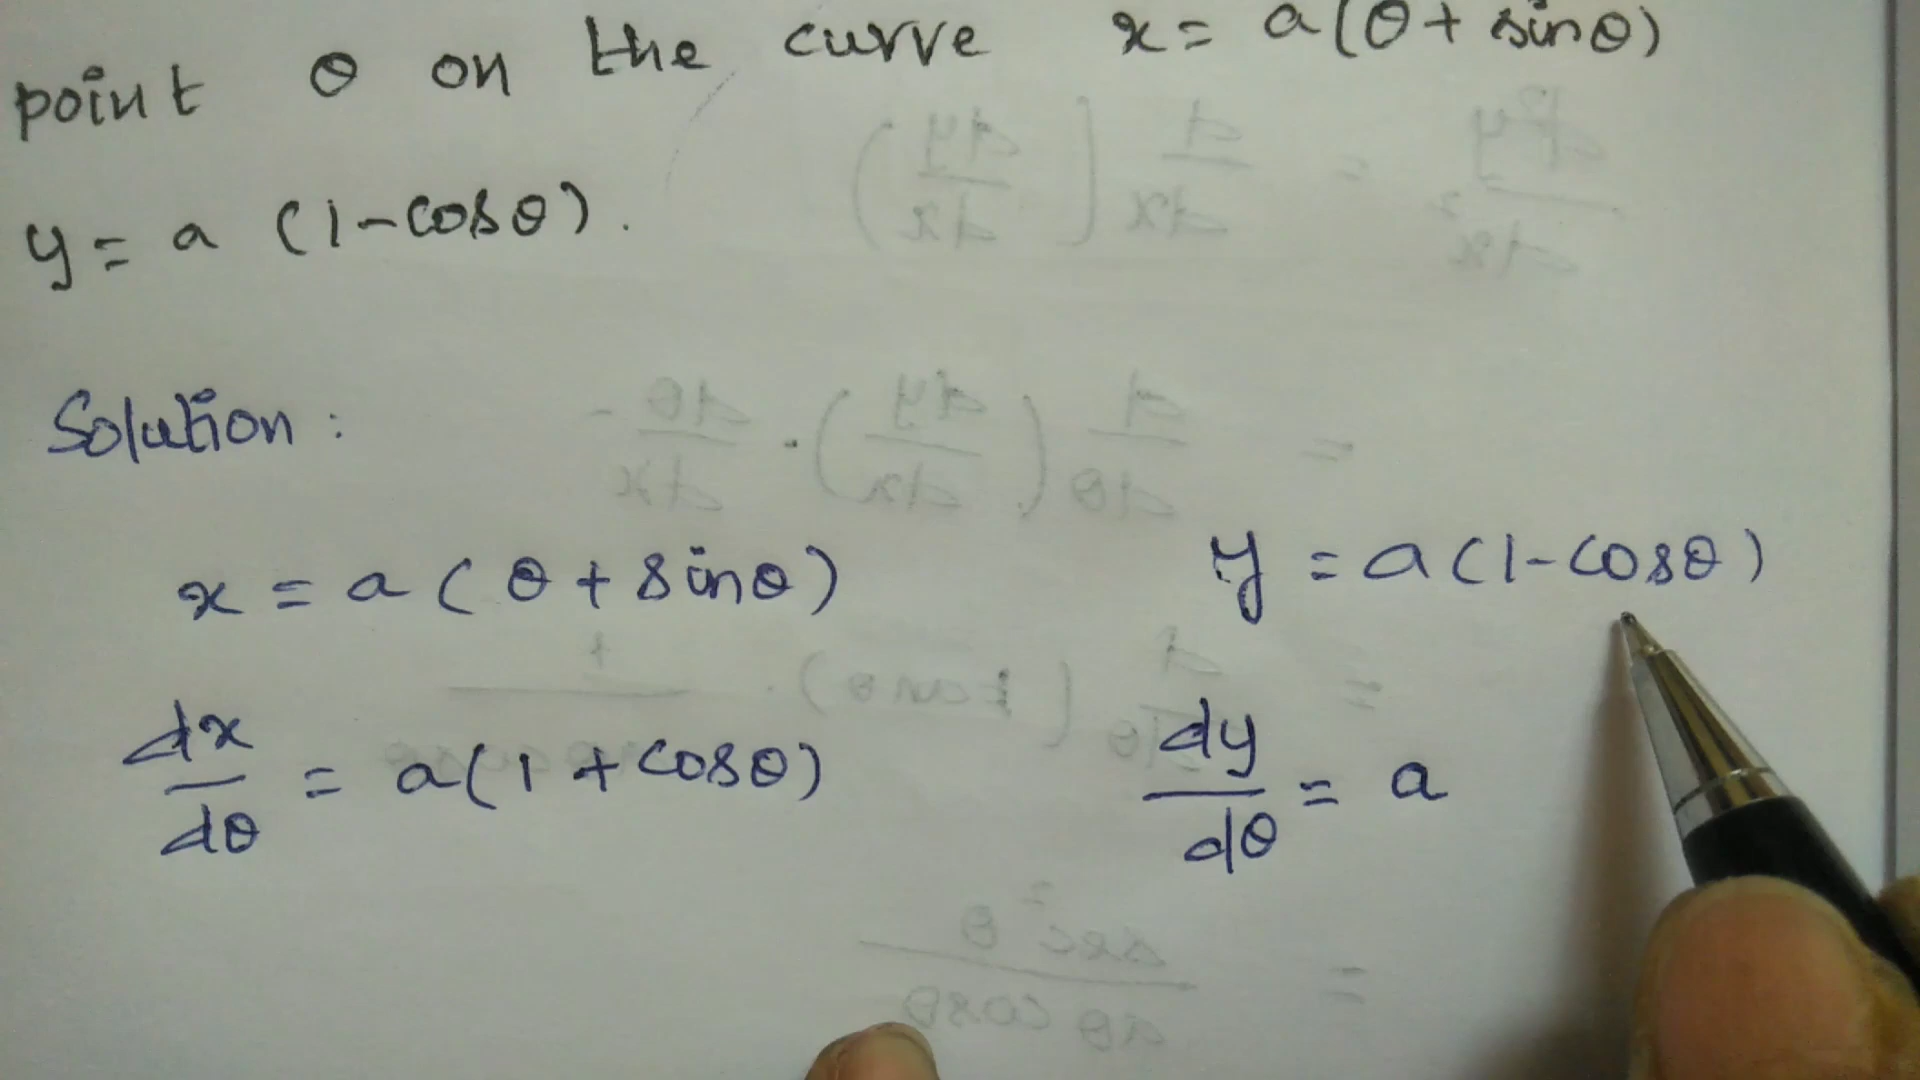 point θ on the curve x = a(θ + sinθ)
y = a (1 - cosθ).
Solution :
x = a ( θ + sinθ)
y = a (1 - cosθ)
dx/dθ = a(1 + cosθ)
dy/dθ = a